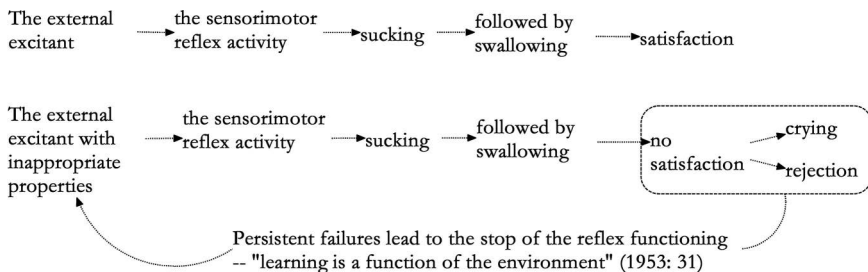 The external
excitant
the sensorimotor
reflex activity
sucking
followed by
swallowing
satisfaction
The external
excitant with
inappropriate
properties
the sensorimotor
reflex activity
sucking
followed by
swallowing
no
satisfaction
crying
rejection
Persistent failures lead to the stop of the reflex functioning
-- "learning is a function of the environment" (1953: 31)